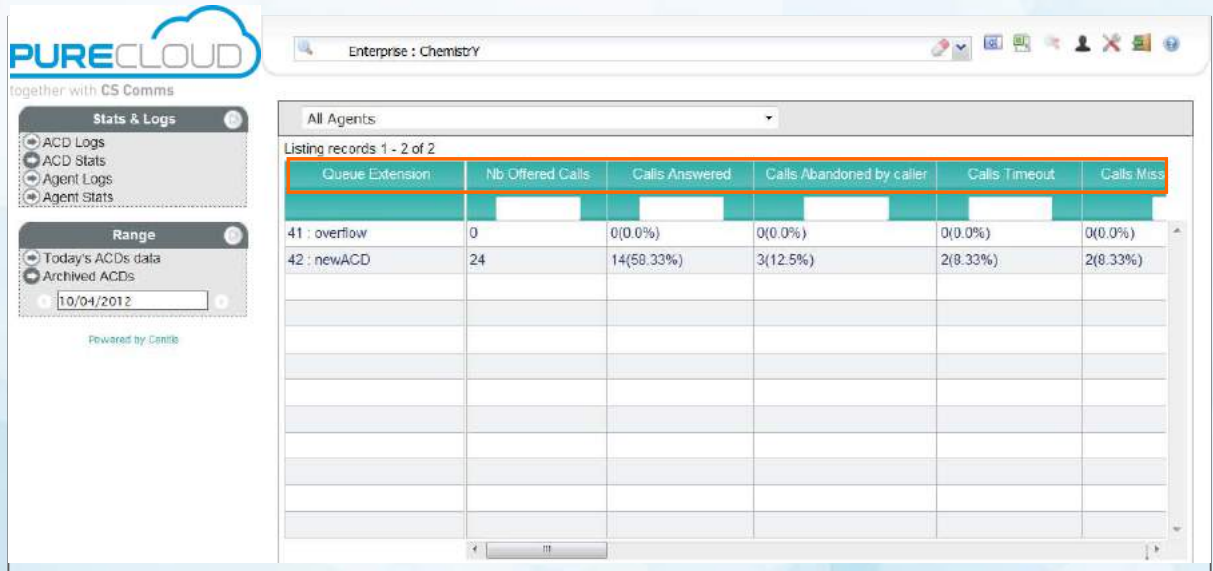 PURECLOUD
together with CS Comms
Enterprise : ChemistrY
Stats & Logs
ACD Logs
ACD Stats
Agent Logs
Agent Stats
Range
Today's ACDs data
Archived ACDs
10/04/2012
Powered by Centile
All Agents
Listing records 1 - 2 of 2
Queue Extension Nb Offered Calls Calls Answered Calls Abandoned by caller Calls Timeout Calls Miss
41 : overflow 0 0(0.0%) 0(0.0%) 0(0.0%) 0(0.0%)
42 : newACD 24 14(58.33%) 3(12.5%) 2(8.33%) 2(8.33%)